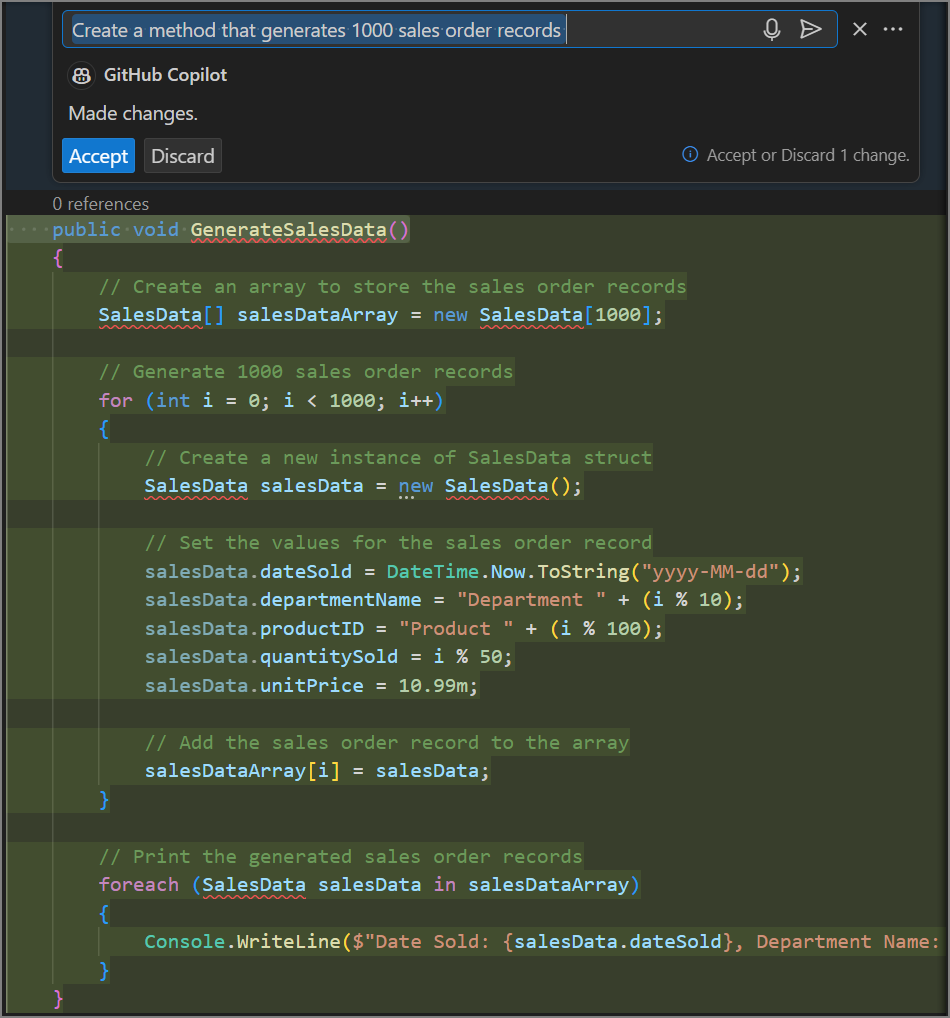 Create a method that generates 1000 sales order records
GitHub Copilot
Made changes.
Accept Discard Accept or Discard 1 change.
0 references
public void GenerateSalesData()
{
// Create an array to store the sales order records
SalesData[] salesDataArray = new SalesData[1000];
// Generate 1000 sales order records
for (int i = 0; i < 1000; i++)
{
// Create a new instance of SalesData struct
SalesData salesData = new SalesData();
// Set the values for the sales order record
salesData.dateSold = DateTime.Now.ToString("yyyy-MM-dd");
salesData.departmentName = "Department " + (i % 10);
salesData.productID = "Product " + (i % 100);
salesData.quantitySold = i % 50;
salesData.unitPrice = 10.99m;
// Add the sales order record to the array
salesDataArray[i] = salesData;
}
// Print the generated sales order records
foreach (SalesData salesData in salesDataArray)
{
Console.WriteLine($"Date Sold: {salesData.dateSold}, Department Name:
}
}